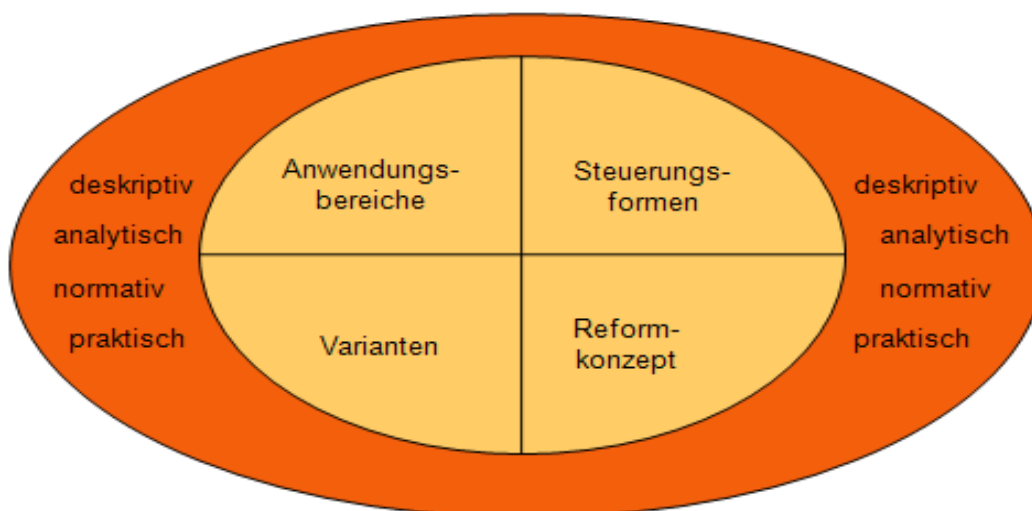 deskriptiv
analytisch
normativ
praktisch
Anwendungs-
bereiche
Steuerungs-
formen
Varianten
Reform-
konzept
deskriptiv
analytisch
normativ
praktisch